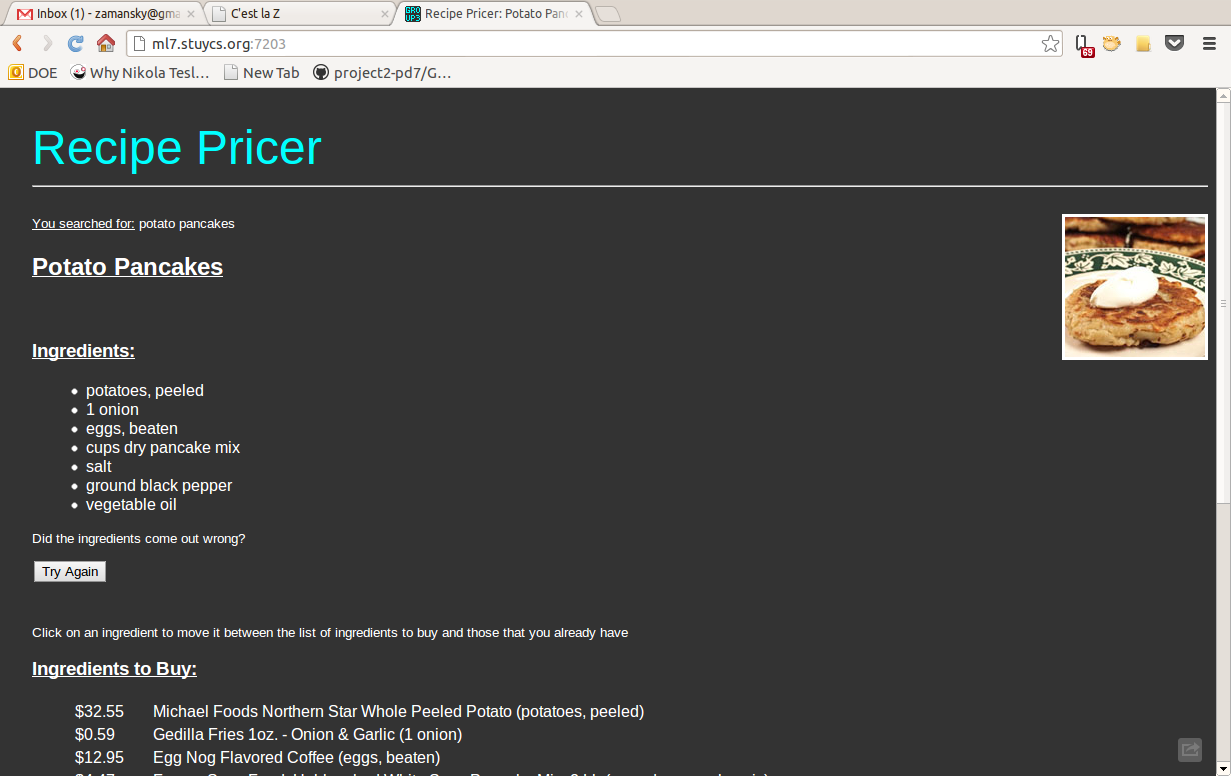 Inbox (1) - zamansky@gma
C'est la Z
GRO
UP3
Recipe Pricer: Potato Pan
ml7.stuycs.org:7203
69
DOE
Why Nikola Tesl...
New Tab
project2-pd7/G...
Recipe Pricer
You searched for: potato pancakes
Potato Pancakes
Ingredients:
potatoes, peeled
1 onion
eggs, beaten
cups dry pancake mix
salt
ground black pepper
vegetable oil
Did the ingredients come out wrong?
Try Again
Click on an ingredient to move it between the list of ingredients to buy and those that you already have
Ingredients to Buy:
$32.55 Michael Foods Northern Star Whole Peeled Potato (potatoes, peeled)
$0.59 Gedilla Fries 1oz. - Onion & Garlic (1 onion)
$12.95 Egg Nog Flavored Coffee (eggs, beaten)